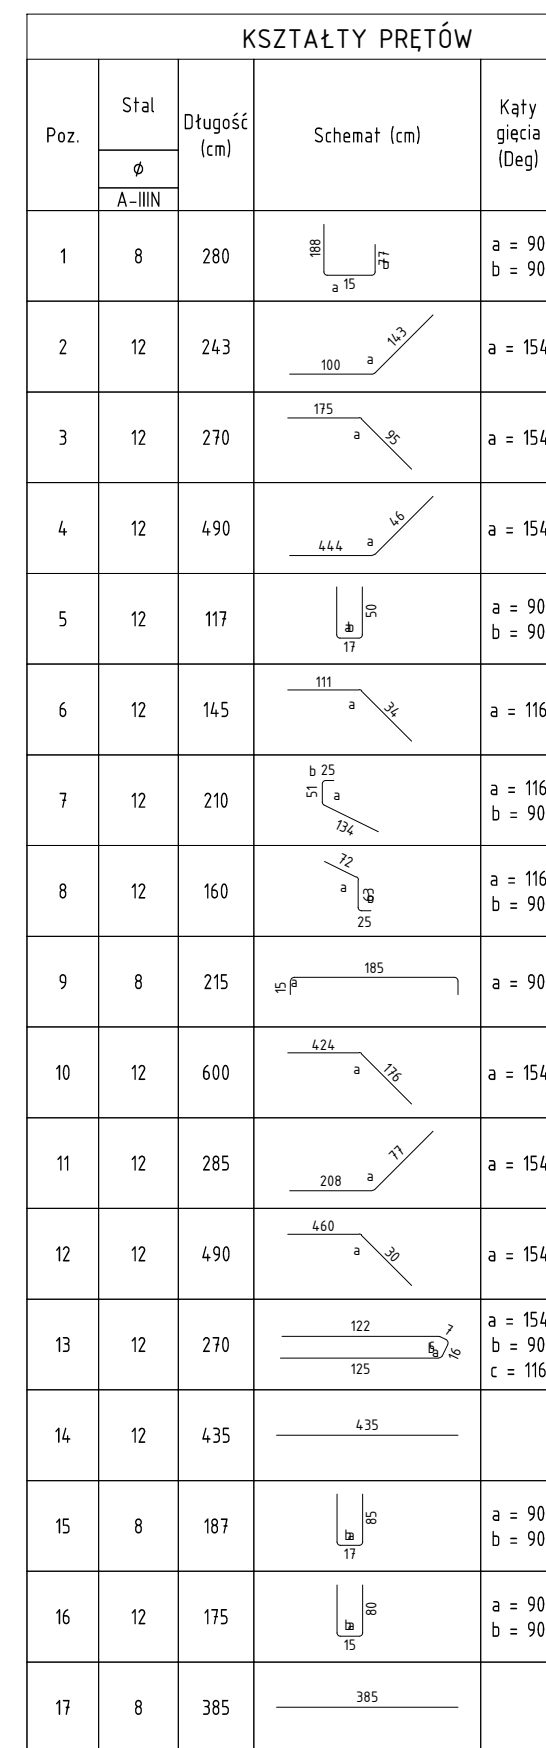 KSZTAŁTY PRĘTÓW
Poz.
Stal
ø
A-IIIN
Długość
(cm)
Schemat (cm)
Kąty
gięcia
(Deg)
1 8 280 188 77 b a 15 a = 90
b = 90
2 12 243 100 a 143 a = 154
3 12 270 175 a 95 a = 154
4 12 490 444 a 46 a = 154
5 12 117 50 a b 17 a = 90
b = 90
6 12 145 111 a 34 a = 116
7 12 210 b 25 51 a 134 a = 116
b = 90
8 12 160 72 a b 25 a = 116
b = 90
9 8 215 15 a 185 a = 90
10 12 600 424 a 176 a = 154
11 12 285 208 a 77 a = 154
12 12 490 460 a 30 a = 154
13 12 270 122 7 a 16 125 a = 154
b = 90
c = 116
14 12 435 435
15 8 187 85 b a 17 a = 90
b = 90
16 12 175 80 b a 15 a = 90
b = 90
17 8 385 385